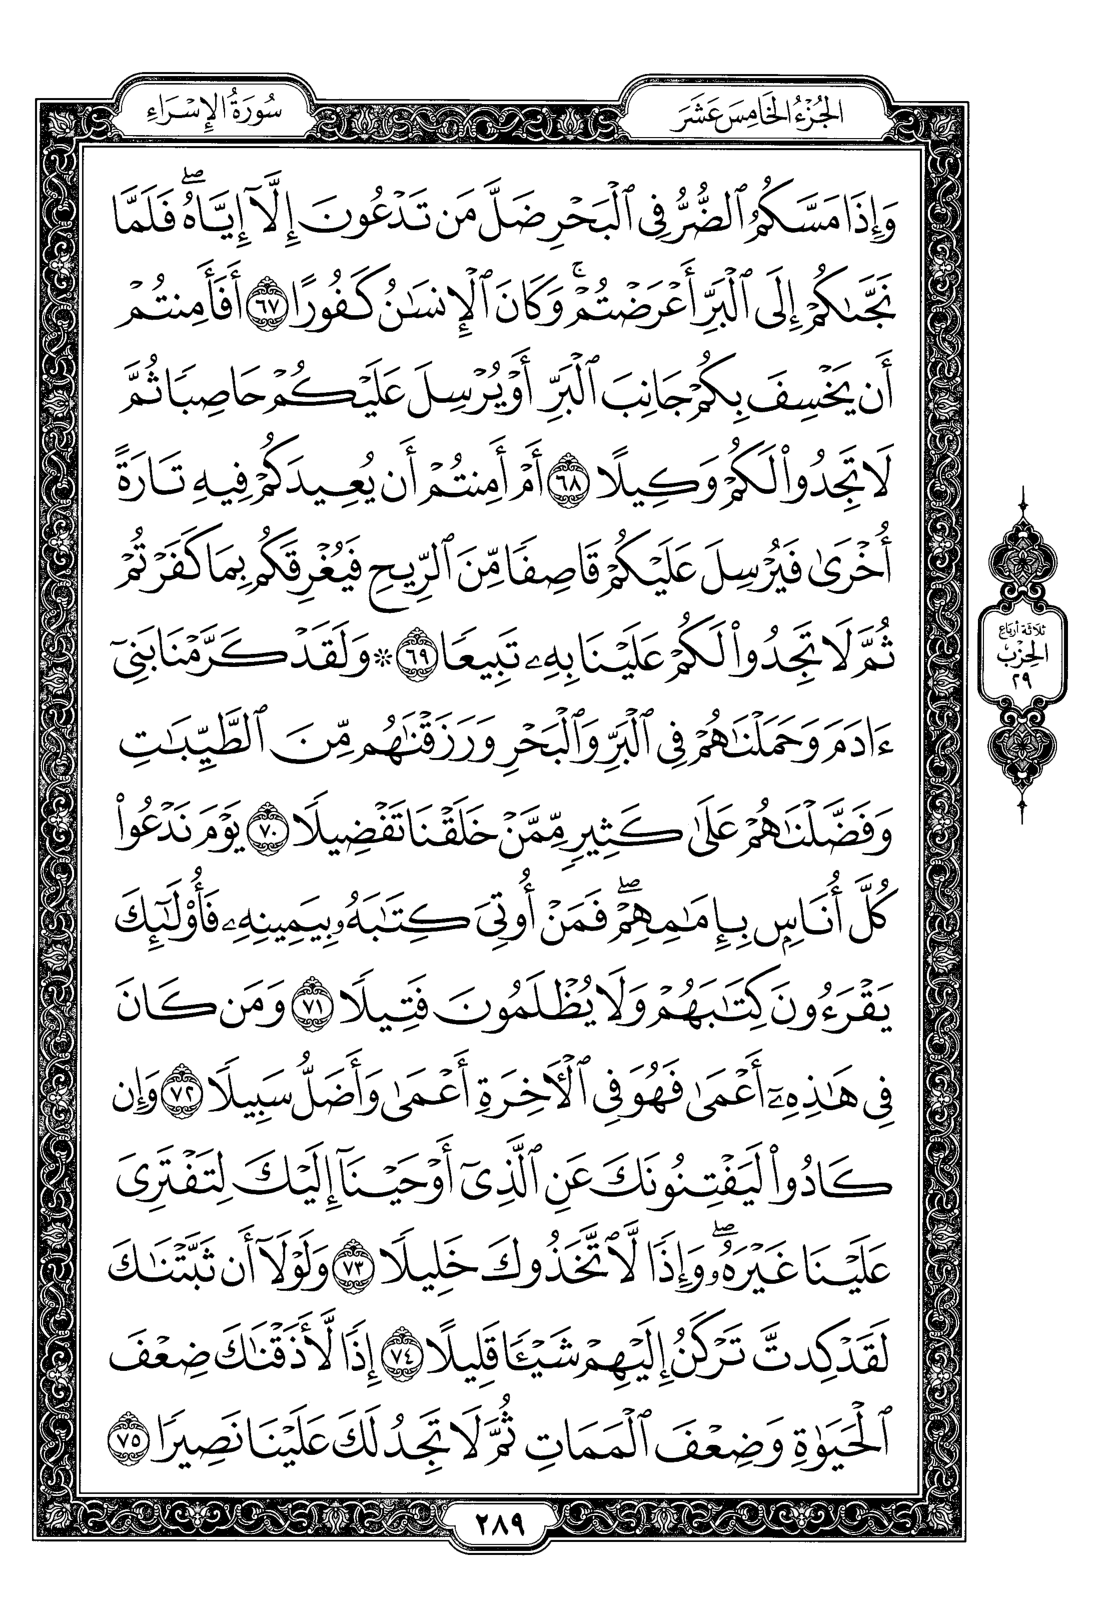 الجُزْءُ الخَامِسَ عَشَرَ
سُورَةُ الإِسْرَاءِ
وَإِذَا مَسَّكُمُ ٱلضُّرُّ فِي ٱلْبَحْرِ ضَلَّ مَن تَدْعُونَ إِلَّآ إِيَّاهُۖ فَلَمَّا
نَجَّىٰكُمْ إِلَى ٱلْبَرِّ أَعْرَضْتُمْۚ وَكَانَ ٱلْإِنسَٰنُ كَفُورًا ٦٧ أَفَأَمِنتُمْ
أَن يَخْسِفَ بِكُمْ جَانِبَ ٱلْبَرِّ أَوْ يُرْسِلَ عَلَيْكُمْ حَاصِبًا ثُمَّ
لَا تَجِدُوا۟ لَكُمْ وَكِيلًا ٦٨ أَمْ أَمِنتُمْ أَن يُعِيدَكُمْ فِيهِ تَارَةً
أُخْرَىٰ فَيُرْسِلَ عَلَيْكُمْ قَاصِفًا مِّنَ ٱلرِّيحِ فَيُغْرِقَكُم بِمَا كَفَرْتُمْ
ثُمَّ لَا تَجِدُوا۟ لَكُمْ عَلَيْنَا بِهِۦ تَبِيعًا ٦٩ * وَلَقَدْ كَرَّمْنَا بَنِىٓ
ءَادَمَ وَحَمَلْنَٰهُمْ فِي ٱلْبَرِّ وَٱلْبَحْرِ وَرَزَقْنَٰهُم مِّنَ ٱلطَّيِّبَٰتِ
وَفَضَّلْنَٰهُمْ عَلَىٰ كَثِيرٍ مِّمَّنْ خَلَقْنَا تَفْضِيلًا ٧٠ يَوْمَ نَدْعُوا۟
كُلَّ أُنَاسٍۭ بِإِمَٰمِهِمْۖ فَمَنْ أُوتِىَ كِتَٰبَهُۥ بِيَمِينِهِۦ فَأُو۟لَٰٓئِكَ
يَقْرَءُونَ كِتَٰبَهُمْ وَلَا يُظْلَمُونَ فَتِيلًا ٧١ وَمَن كَانَ
فِي هَٰذِهِۦٓ أَعْمَىٰ فَهُوَ فِي ٱلْءَاخِرَةِ أَعْمَىٰ وَأَضَلُّ سَبِيلًا ٧٢ وَإِن
كَادُوا۟ لَيَفْتِنُونَكَ عَنِ ٱلَّذِىٓ أَوْحَيْنَآ إِلَيْكَ لِتَفْتَرِىَ
عَلَيْنَا غَيْرَهُۥۖ وَإِذًا لَّٱتَّخَذُوكَ خَلِيلًا ٧٣ وَلَوْلَآ أَن ثَبَّتْنَٰكَ
لَقَدْ كِدتَّ تَرْكَنُ إِلَيْهِمْ شَيْـًٔا قَلِيلًا ٧٤ إِذًا لَّأَذَقْنَٰكَ ضِعْفَ
ٱلْحَيَوٰةِ وَضِعْفَ ٱلْمَمَاتِ ثُمَّ لَا تَجِدُ لَكَ عَلَيْنَا نَصِيرًا ٧٥
ثلاثة أرباع
الحزب
٢٩
٢٨٩